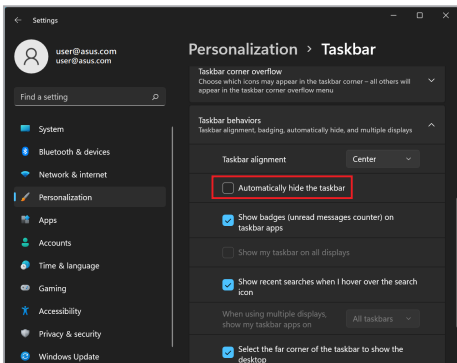 Settings
user@asus.com
user@asus.com
Find a setting
System
Bluetooth & devices
Network & internet
Personalization
Apps
Accounts
Time & language
Gaming
Accessibility
Privacy & security
Windows Update
Personalization > Taskbar
Taskbar corner overflow
Choose which icons may appear in the taskbar corner – all others will
appear in the taskbar corner overflow menu
Taskbar behaviors
Taskbar alignment, badging, automatically hide, and multiple displays
Taskbar alignment
Center
Automatically hide the taskbar
Show badges (unread messages counter) on
taskbar apps
Show my taskbar on all displays
Show recent searches when I hover over the search
icon
When using multiple displays,
show my taskbar apps on
All taskbars
Select the far corner of the taskbar to show the
desktop